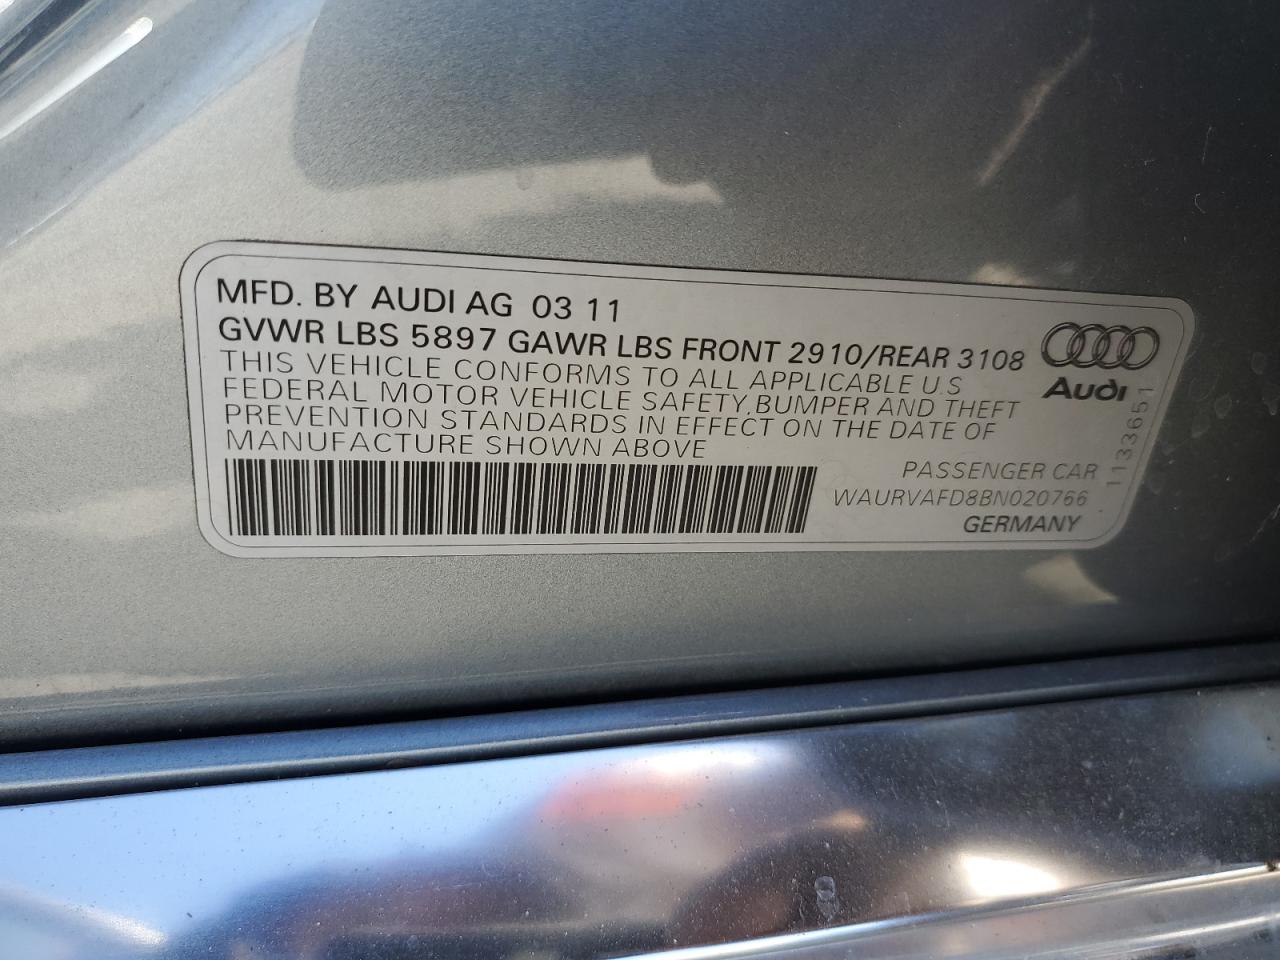 MFD. BY AUDI AG 03 11
GVWR LBS 5897 GAWR LBS FRONT 2910/REAR 3108
THIS VEHICLE CONFORMS TO ALL APPLICABLE U.S
FEDERAL MOTOR VEHICLE SAFETY,BUMPER AND THEFT
PREVENTION STANDARDS IN EFFECT ON THE DATE OF
MANUFACTURE SHOWN ABOVE
Audi
1133651
PASSENGER CAR
WAURVAFD8BN020766
GERMANY